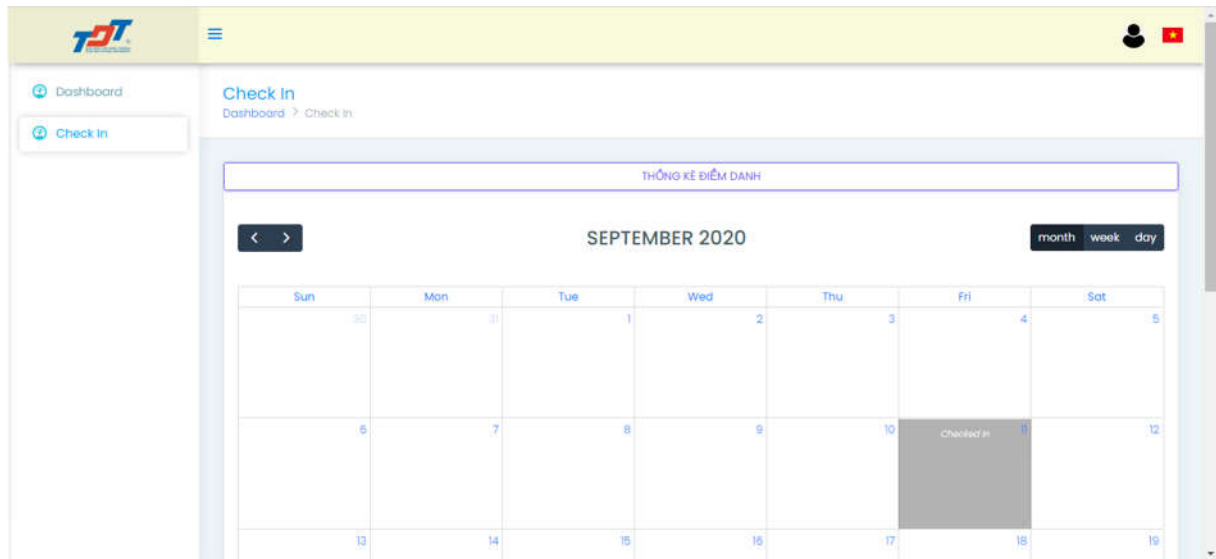 TDT
Dashboard
Check In
Check In
Dashboard > Check In
THỐNG KÊ ĐIỂM DANH
< >
SEPTEMBER 2020
month week day
Sun Mon Tue Wed Thu Fri Sat
30 31 1 2 3 4 5
6 7 8 9 10 Checked in 11 12
13 14 15 16 17 18 19